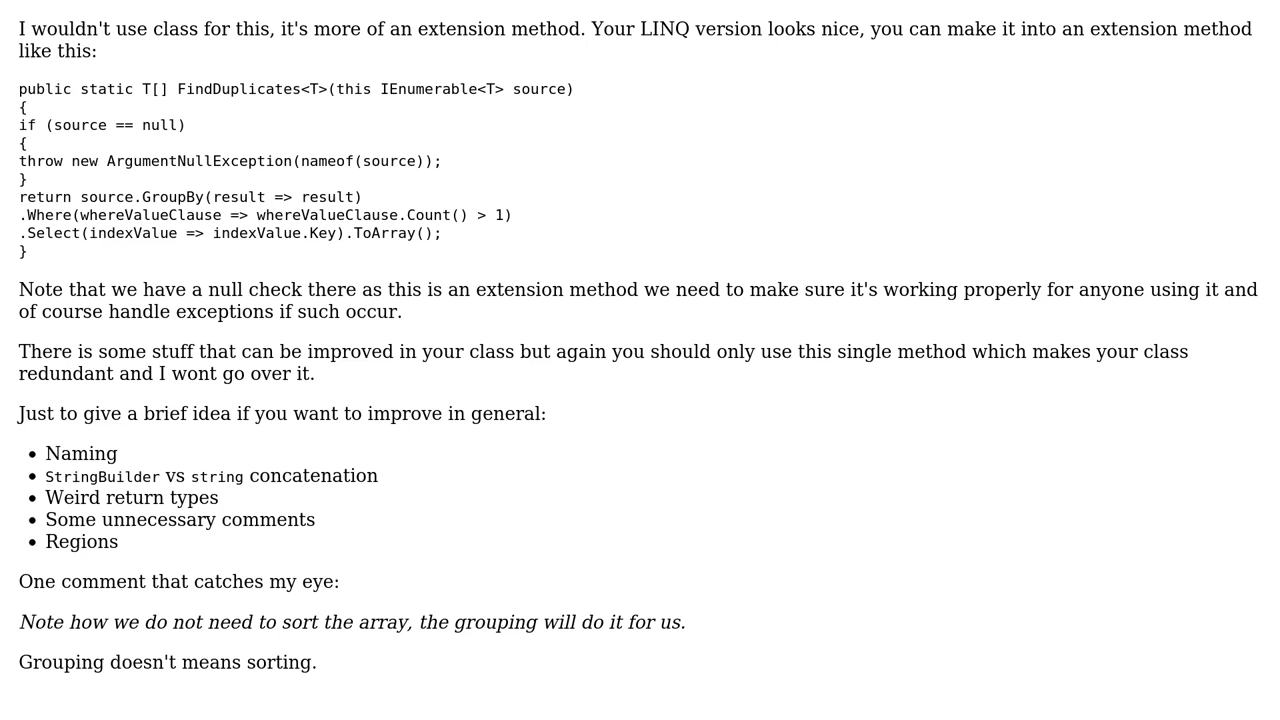 I wouldn't use class for this, it's more of an extension method. Your LINQ version looks nice, you can make it into an extension method
like this:
public static T[] FindDuplicates<T>(this IEnumerable<T> source)
{
if (source == null)
{
throw new ArgumentNullException(nameof(source));
}
return source.GroupBy(result => result)
.Where(whereValueClause => whereValueClause.Count() > 1)
.Select(indexValue => indexValue.Key).ToArray();
}
Note that we have a null check there as this is an extension method we need to make sure it's working properly for anyone using it and
of course handle exceptions if such occur.
There is some stuff that can be improved in your class but again you should only use this single method which makes your class
redundant and I wont go over it.
Just to give a brief idea if you want to improve in general:
• Naming
• StringBuilder vs string concatenation
• Weird return types
• Some unnecessary comments
• Regions
One comment that catches my eye:
Note how we do not need to sort the array, the grouping will do it for us.
Grouping doesn't means sorting.